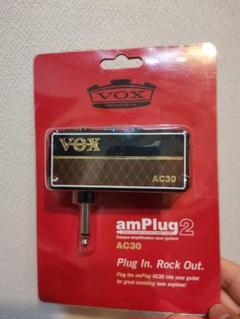 VOX
VOX
AC30
amPlug2
AC30
Plug In. Rock Out.
Plug the amPlug AC30 into your guitar
for great sounding tone anytime!